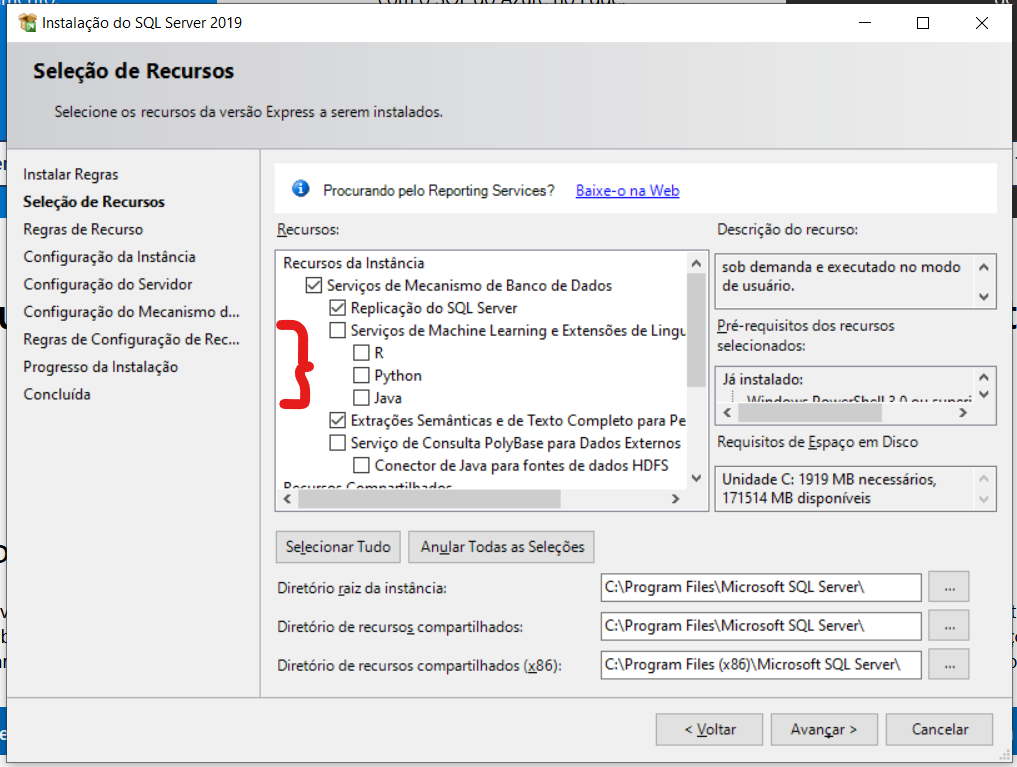 Instalação do SQL Server 2019
Seleção de Recursos
Selecione os recursos da versão Express a serem instalados.
Instalar Regras
Seleção de Recursos
Regras de Recurso
Configuração da Instância
Configuração do Servidor
Configuração do Mecanismo d...
Regras de Configuração de Rec...
Progresso da Instalação
Concluída
Procurando pelo Reporting Services? Baixe-o na Web
Recursos:
Recursos da Instância
Serviços de Mecanismo de Banco de Dados
Replicação do SQL Server
Serviços de Machine Learning e Extensões de Lingu
R
Python
Java
Extrações Semânticas e de Texto Completo para Pe
Serviço de Consulta PolyBase para Dados Externos
Conector de Java para fontes de dados HDFS
Recursos Compartilhados
Descrição do recurso:
sob demanda e executado no modo
de usuário.
Pré-requisitos dos recursos
selecionados:
Já instalado:
Windows PowerShell 3.0 ou superi
Requisitos de Espaço em Disco
Unidade C: 1919 MB necessários,
171514 MB disponíveis
Selecionar Tudo
Anular Todas as Seleções
Diretório raiz da instância:
C:\Program Files\Microsoft SQL Server\
...
Diretório de recursos compartilhados:
C:\Program Files\Microsoft SQL Server\
...
Diretório de recursos compartilhados (x86):
C:\Program Files (x86)\Microsoft SQL Server\
...
< Voltar
Avançar >
Cancelar